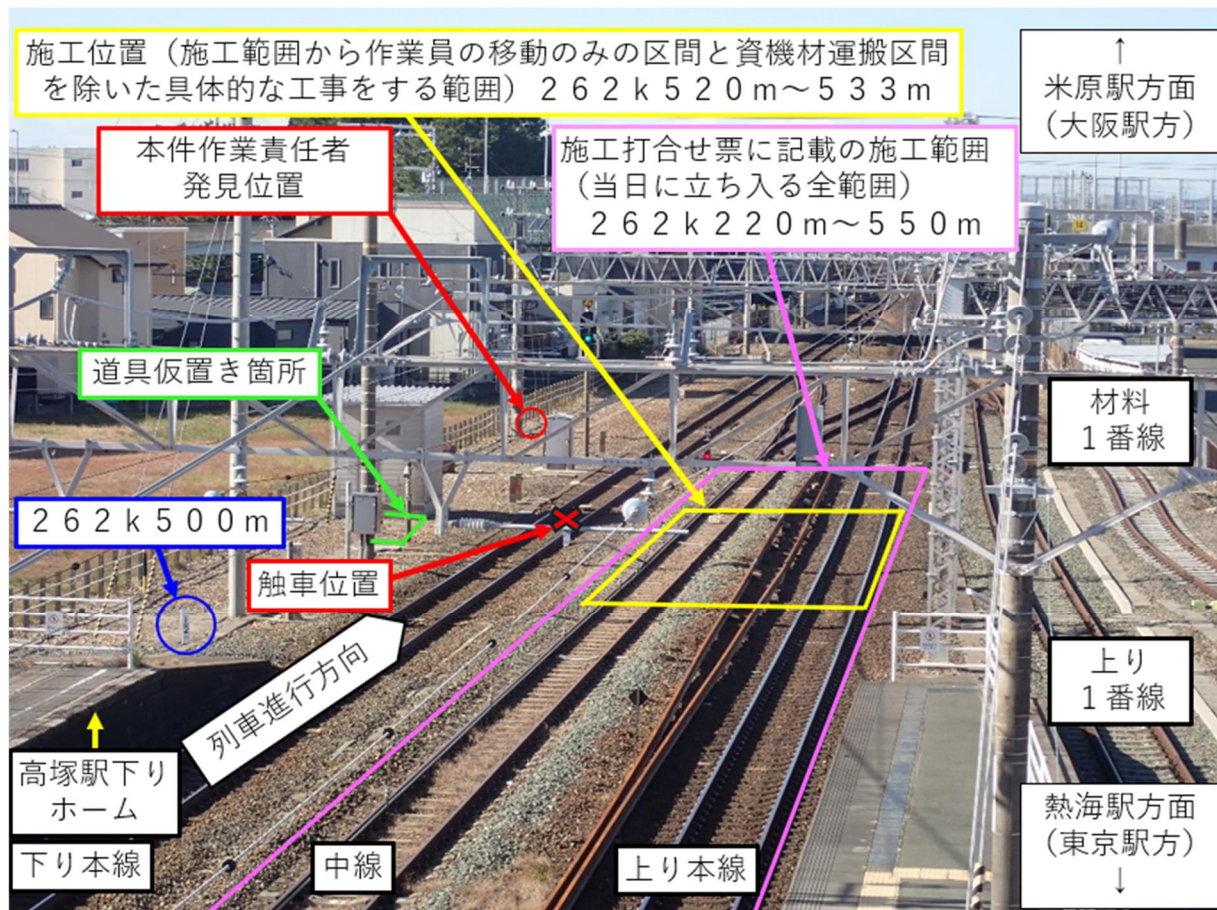 施工位置（施工範囲から作業員の移動のみの区間と資機材運搬区間
を除いた具体的な工事をする範囲）２６２ｋ５２０ｍ～５３３ｍ
↑
米原駅方面
（大阪駅方）
本件作業責任者
発見位置
施工打合せ票に記載の施工範囲
（当日に立ち入る全範囲）
２６２ｋ２２０ｍ～５５０ｍ
道具仮置き箇所
材料
１番線
２６２ｋ５００ｍ
触車位置
列車進行方向
上り
１番線
高塚駅下り
ホーム
熱海駅方面
（東京駅方）
↓
下り本線
中線
上り本線